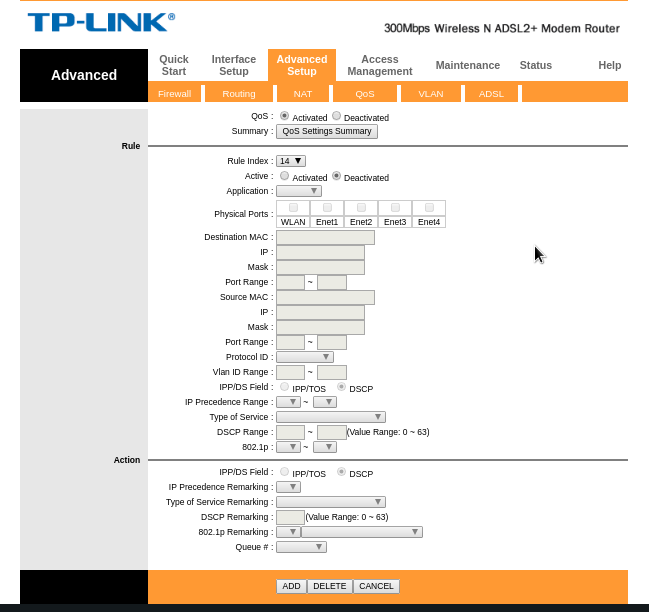 TP-LINK®
300Mbps Wireless N ADSL2+ Modem Router
Advanced
Quick Start
Interface Setup
Advanced Setup
Access Management
Maintenance
Status
Help
Firewall
Routing
NAT
QoS
VLAN
ADSL
QoS : Activated Deactivated
Summary : QoS Settings Summary
Rule
Rule Index : 14
Active : Activated Deactivated
Application :
Physical Ports :
WLAN Enet1 Enet2 Enet3 Enet4
Destination MAC :
IP :
Mask :
Port Range : ~
Source MAC :
IP :
Mask :
Port Range : ~
Protocol ID :
Vlan ID Range : ~
IPP/DS Field : IPP/TOS DSCP
IP Precedence Range : ~
Type of Service :
DSCP Range : ~ (Value Range: 0 ~ 63)
802.1p : ~
Action
IPP/DS Field : IPP/TOS DSCP
IP Precedence Remarking :
Type of Service Remarking :
DSCP Remarking : (Value Range: 0 ~ 63)
802.1p Remarking :
Queue # :
ADD DELETE CANCEL